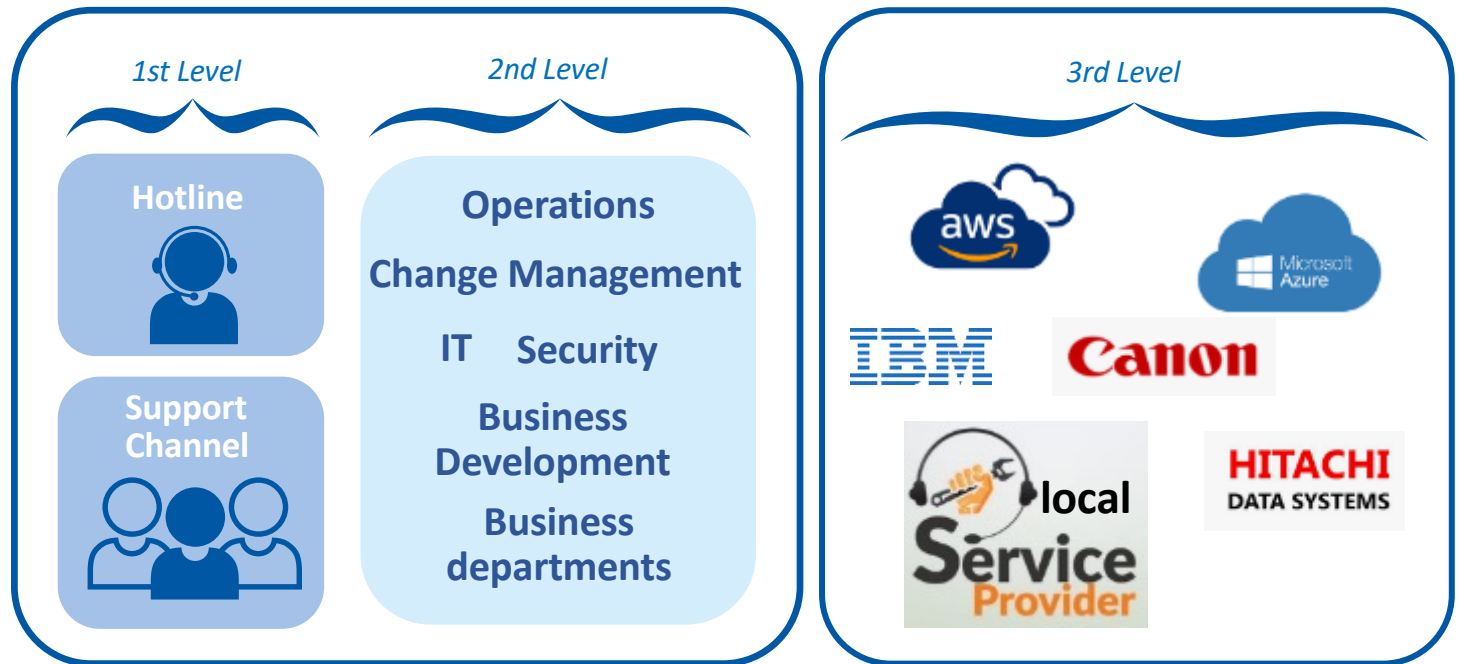 1st Level
2nd Level
Hotline
Support
Channel
Operations
Change Management
IT Security
Business
Development
Business
departments
3rd Level
aws
Microsoft
Azure
IBM
Canon
local
Service
Provider
HITACHI
DATA SYSTEMS